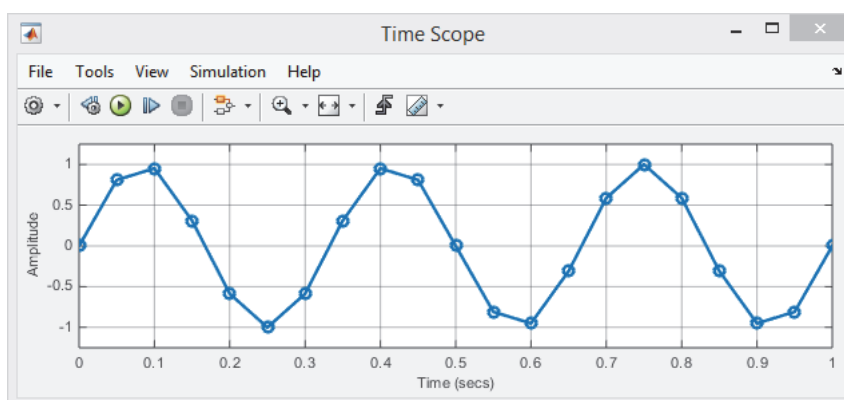 Time Scope
File Tools View Simulation Help
1
0.5
0
-0.5
-1
Amplitude
0 0.1 0.2 0.3 0.4 0.5 0.6 0.7 0.8 0.9 1
Time (secs)